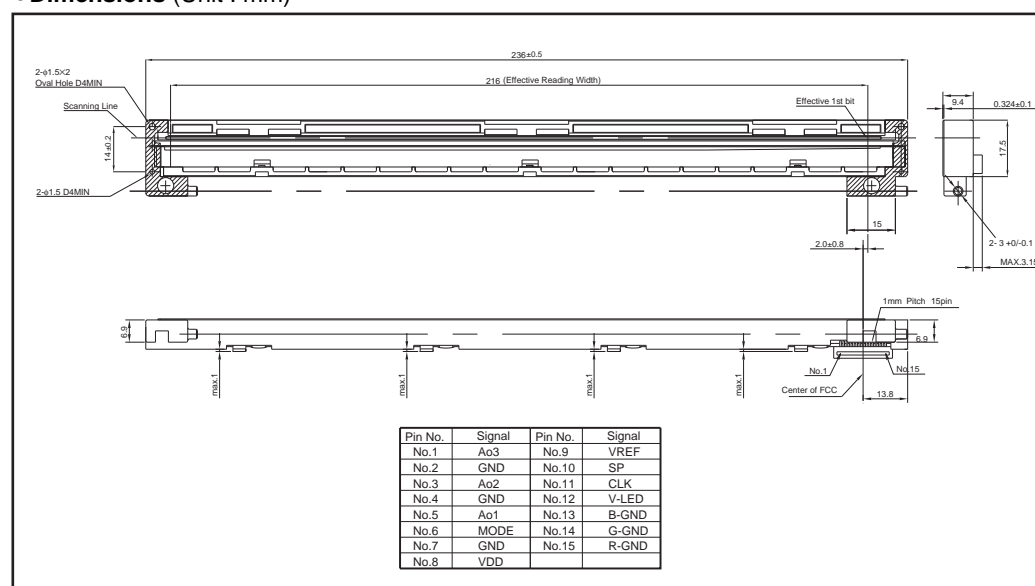 Dimensions (Unit : mm)
236±0.5
2-φ1.5×2
Oval Hole D4MIN
216 (Effective Reading Width)
Scanning Line
Effective 1st bit
9.4
0.324±0.1
14±0.2
17.5
2-φ1.5 D4MIN
15
2.0±0.8
2- 3 +0/-0.1
MAX.3.15
1mm Pitch 15pin
6.9
6.9
max.1
max.1
max.1
max.1
No.1
No.15
Center of FCC
13.8
Pin No. Signal Pin No. Signal
No.1 Ao3 No.9 VREF
No.2 GND No.10 SP
No.3 Ao2 No.11 CLK
No.4 GND No.12 V-LED
No.5 Ao1 No.13 B-GND
No.6 MODE No.14 G-GND
No.7 GND No.15 R-GND
No.8 VDD